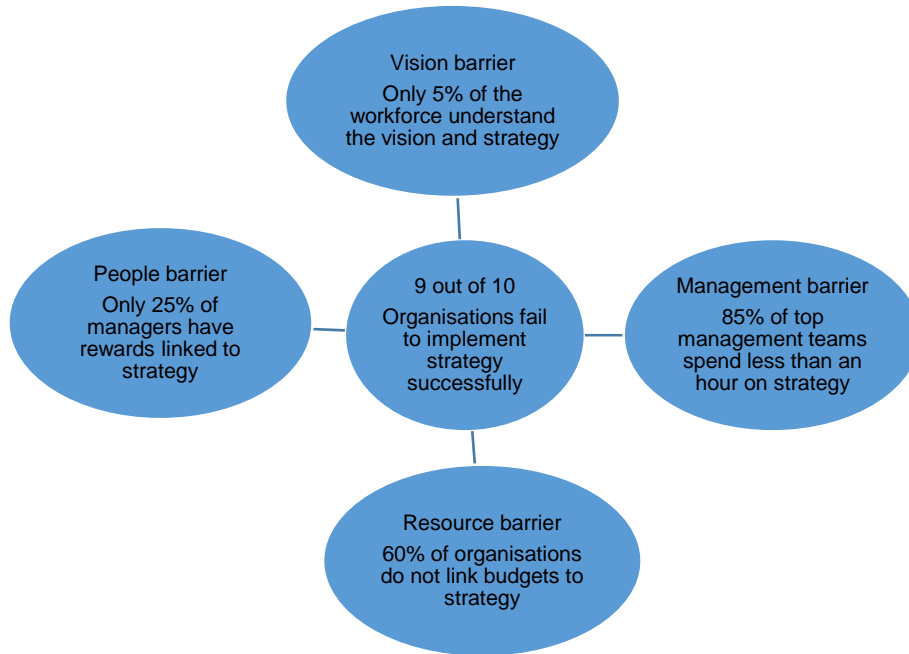 Vision barrier
Only 5% of the
workforce understand
the vision and strategy
People barrier
Only 25% of
managers have
rewards linked to
strategy
9 out of 10
Organisations fail
to implement
strategy
successfully
Management barrier
85% of top
management teams
spend less than an
hour on strategy
Resource barrier
60% of organisations
do not link budgets to
strategy